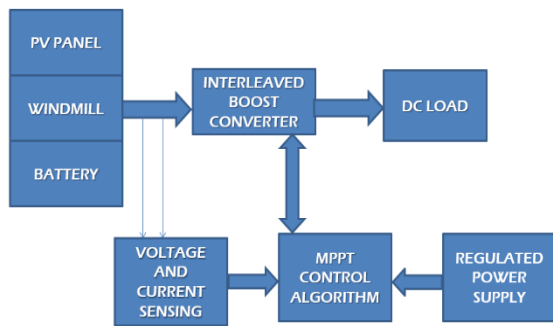 PV PANEL
WINDMILL
BATTERY
INTERLEAVED
BOOST
CONVERTER
DC LOAD
VOLTAGE
AND
CURRENT
SENSING
MPPT
CONTROL
ALGORITHM
REGULATED
POWER
SUPPLY